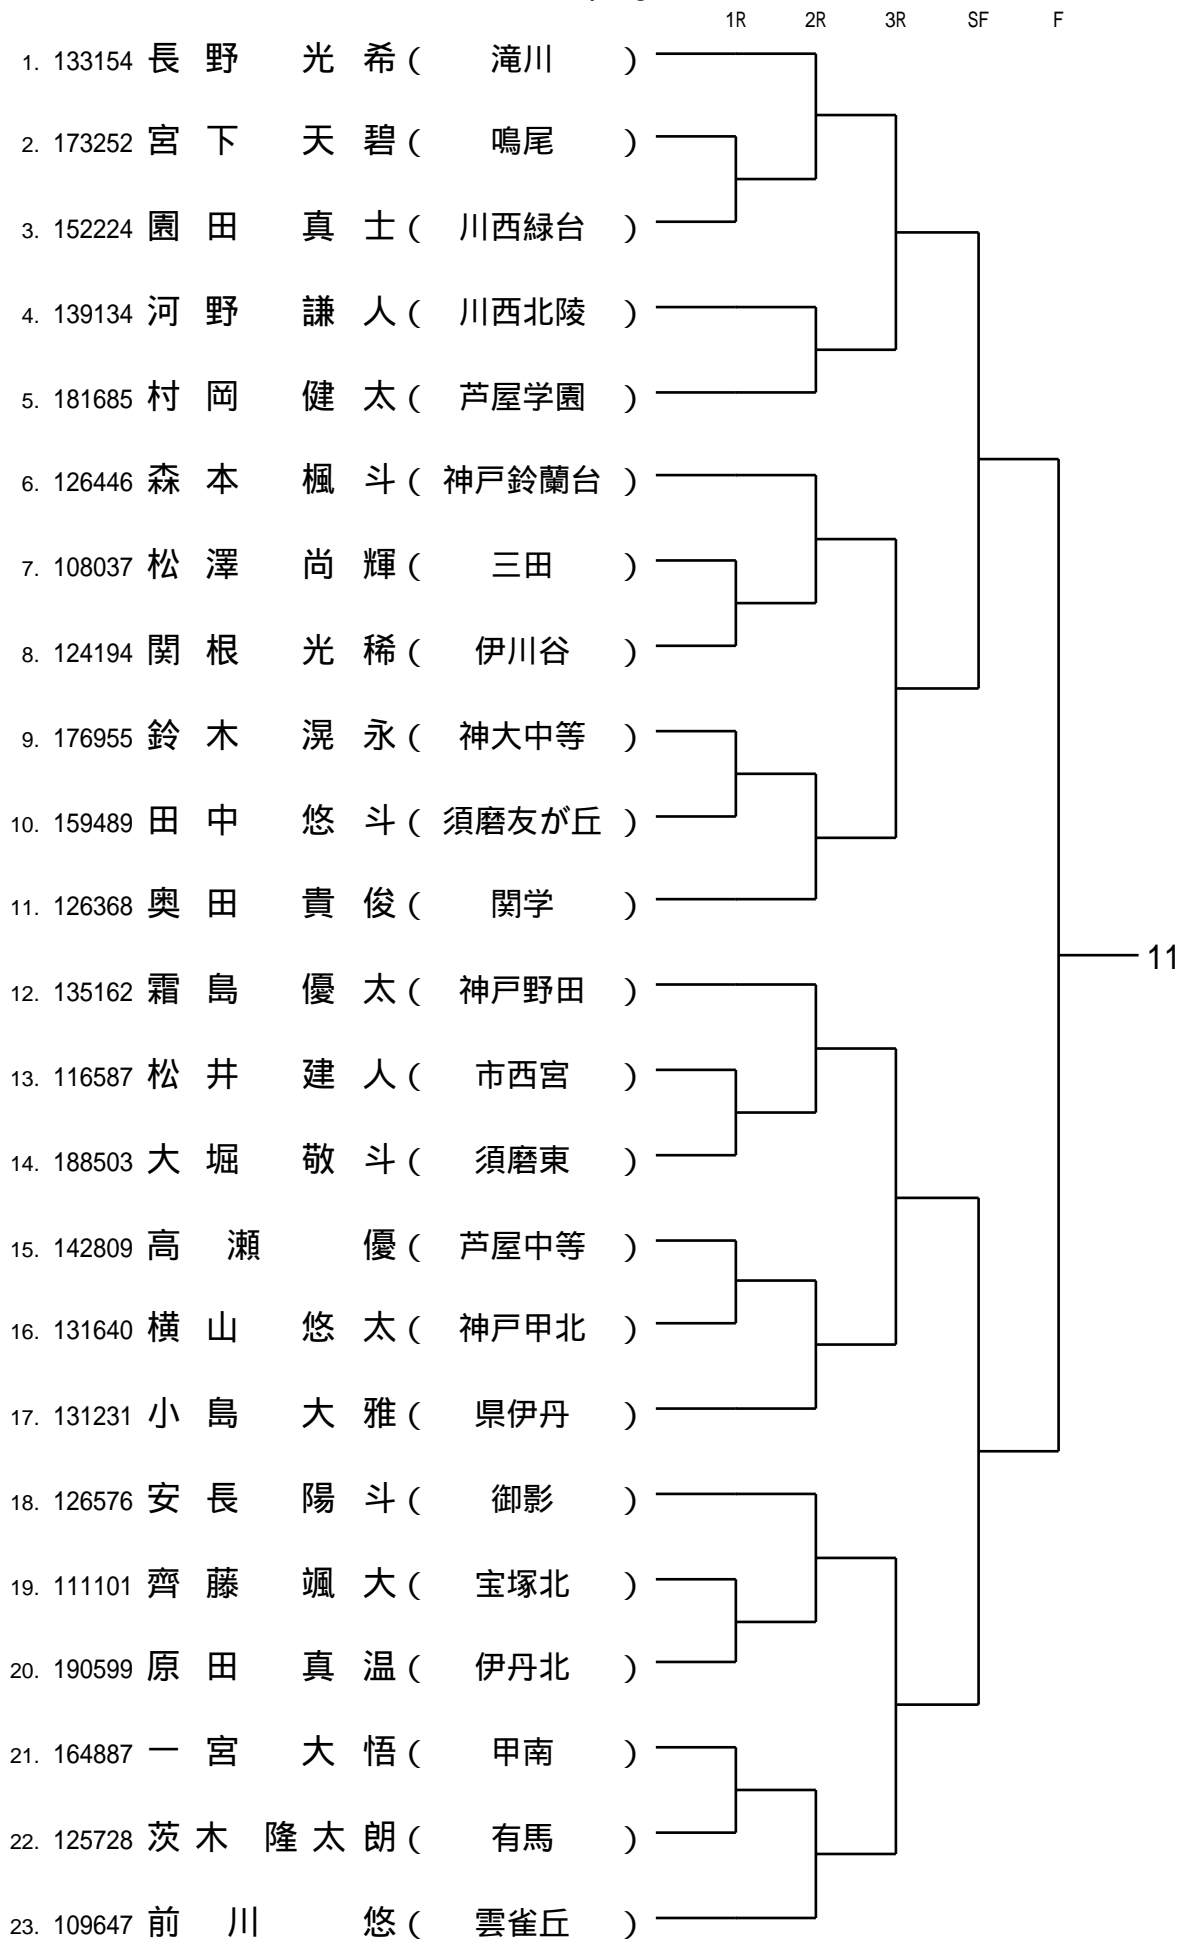 1R 2R 3R SF F
1. 133154 長野 光希 ( 滝川 )
2. 173252 宮下 天碧 ( 鳴尾 )
3. 152224 園田 真士 ( 川西緑台 )
4. 139134 河野 謙人 ( 川西北陵 )
5. 181685 村岡 健太 ( 芦屋学園 )
6. 126446 森本 楓斗 ( 神戸鈴蘭台 )
7. 108037 松澤 尚輝 ( 三田 )
8. 124194 関根 光稀 ( 伊川谷 )
9. 176955 鈴木 滉永 ( 神大中等 )
10. 159489 田中 悠斗 ( 須磨友が丘 )
11. 126368 奥田 貴俊 ( 関学 )
11
12. 135162 霜島 優太 ( 神戸野田 )
13. 116587 松井 建人 ( 市西宮 )
14. 188503 大堀 敬斗 ( 須磨東 )
15. 142809 高瀬 優 ( 芦屋中等 )
16. 131640 横山 悠太 ( 神戸甲北 )
17. 131231 小島 大雅 ( 県伊丹 )
18. 126576 安長 陽斗 ( 御影 )
19. 111101 齊藤 颯大 ( 宝塚北 )
20. 190599 原田 真温 ( 伊丹北 )
21. 164887 一宮 大悟 ( 甲南 )
22. 125728 茨木 隆太朗 ( 有馬 )
23. 109647 前川 悠 ( 雲雀丘 )